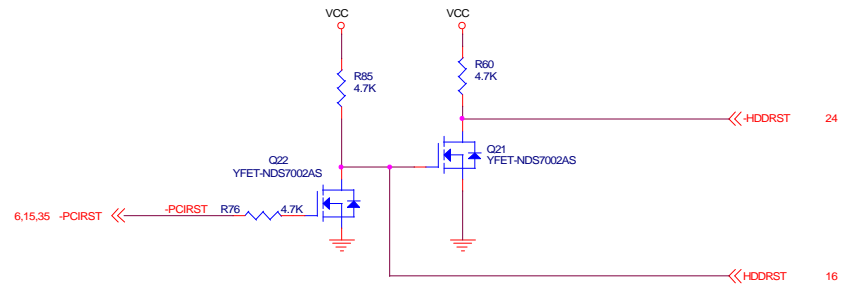 VCC
VCC
R85
4.7K
R60
4.7K
-HDDRST 24
Q22
YFET-NDS7002AS
Q21
YFET-NDS7002AS
6,15,35 -PCIRST
-PCIRST
R76
4.7K
HDDRST 16